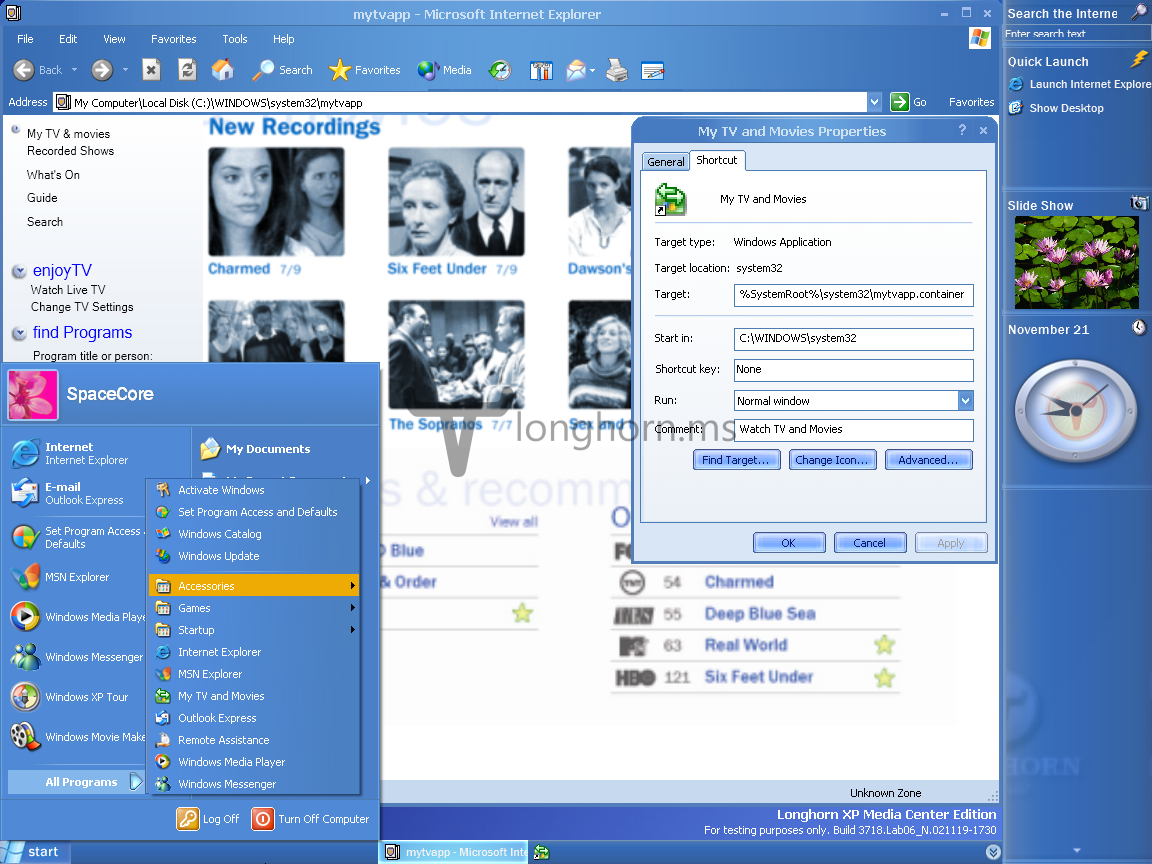 mytvapp - Microsoft Internet Explorer
File Edit View Favorites Tools Help
Back Search Favorites Media
Address My Computer\Local Disk (C:)\WINDOWS\system32\mytvapp Go Favorites
My TV & movies
Recorded Shows
What's On
Guide
Search
enjoyTV
Watch Live TV
Change TV Settings
find Programs
Program title or person:
New Recordings
Charmed 7/9
Six Feet Under 7/9
Dawson's
The Sopranos 7/7
Sex and
s & recomm
View all
Blue
& Order
TNT 54 Charmed
55 Deep Blue Sea
63 Real World
HBO 121 Six Feet Under
longhorn.ms
My TV and Movies Properties
General Shortcut
My TV and Movies
Target type: Windows Application
Target location: system32
Target: %SystemRoot%\system32\mytvapp.container
Start in: C:\WINDOWS\system32
Shortcut key: None
Run: Normal window
Comment: Watch TV and Movies
Find Target... Change Icon... Advanced...
OK Cancel Apply
SpaceCore
Internet
Internet Explorer
E-mail
Outlook Express
Set Program Access
Defaults
MSN Explorer
Windows Media Playe
Windows Messenger
Windows XP Tour
Windows Movie Make
All Programs
My Documents
Activate Windows
Set Program Access and Defaults
Windows Catalog
Windows Update
Accessories
Games
Startup
Internet Explorer
MSN Explorer
My TV and Movies
Outlook Express
Remote Assistance
Windows Media Player
Windows Messenger
Log Off Turn Off Computer
Unknown Zone
Longhorn XP Media Center Edition
For testing purposes only. Build 3718.Lab06_N.021119-1730
start
mytvapp - Microsoft Inte
Search the Interne
Enter search text
Quick Launch
Launch Internet Explore
Show Desktop
Slide Show
November 21
HORN